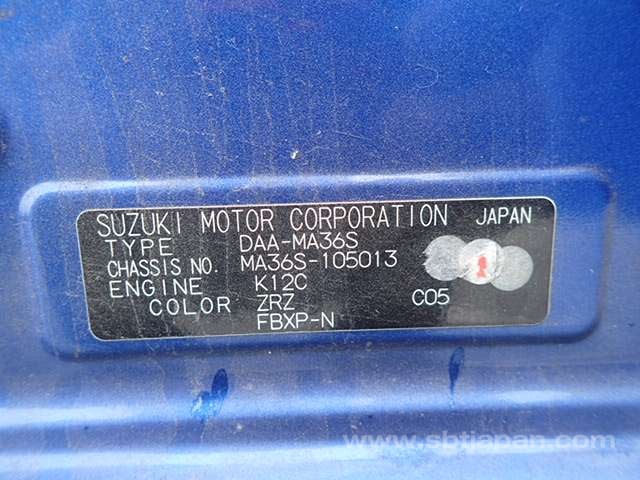 SUZUKI MOTOR CORPORATION JAPAN
TYPE DAA-MA36S
CHASSIS NO. MA36S-105013
ENGINE K12C
COLOR ZRZ C05
FBXP-N
www.sbtjapan.com